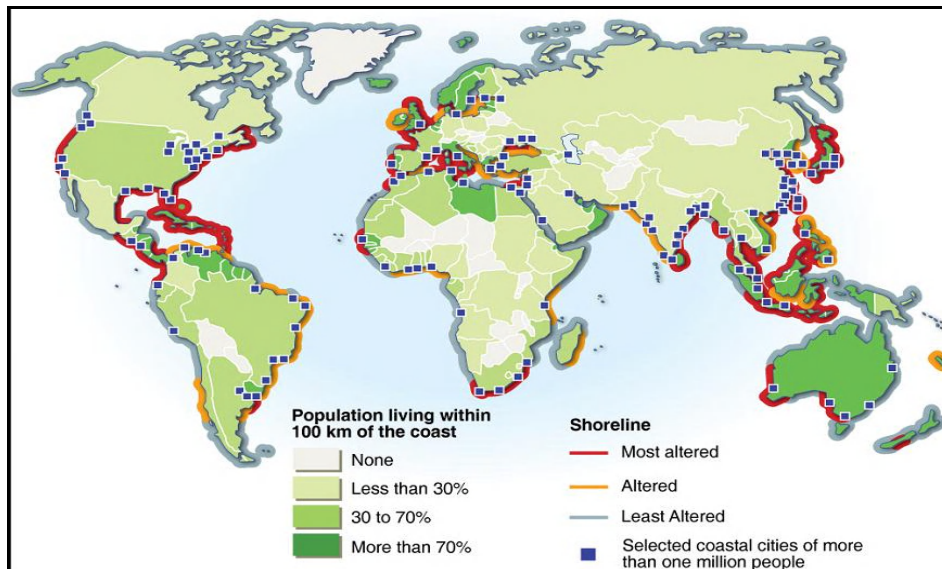 Population living within
100 km of the coast
None
Less than 30%
30 to 70%
More than 70%
Shoreline
Most altered
Altered
Least Altered
Selected coastal cities of more
than one million people